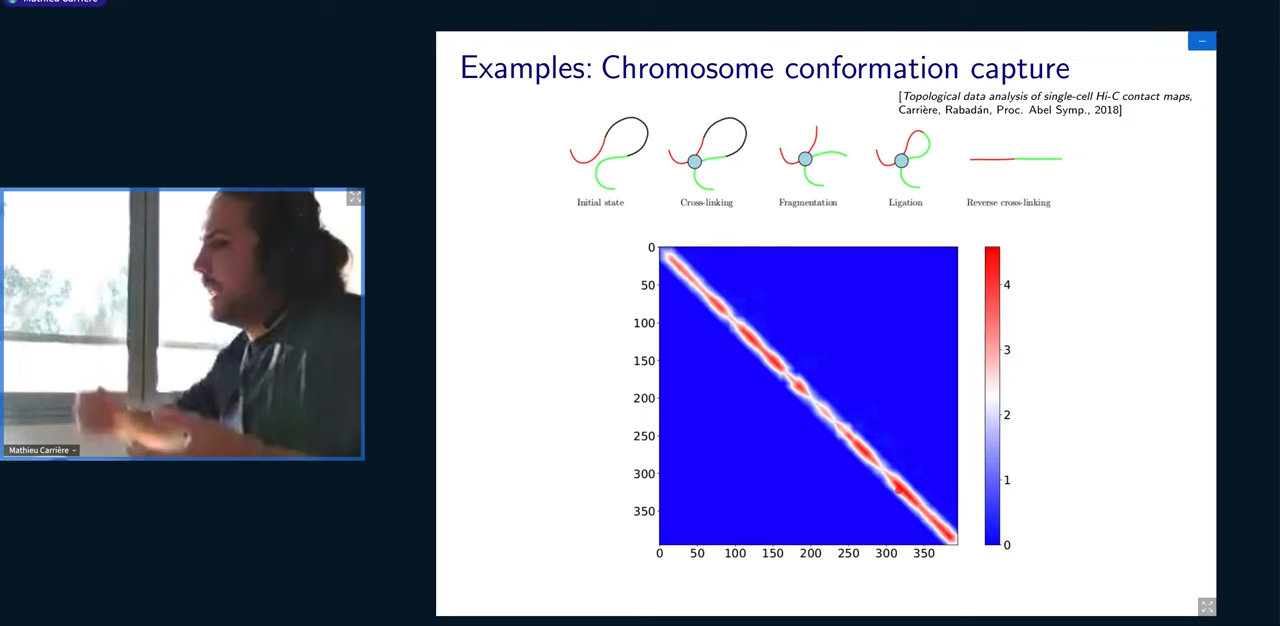 Mathieu Carrière
Examples: Chromosome conformation capture
[Topological data analysis of single-cell Hi-C contact maps,
Carrière, Rabadán, Proc. Abel Symp., 2018]
Initial state
Cross-linking
Fragmentation
Ligation
Reverse cross-linking
0
50
100
150
200
250
300
350
0 50 100 150 200 250 300 350
4
3
2
1
0
Mathieu Carrière